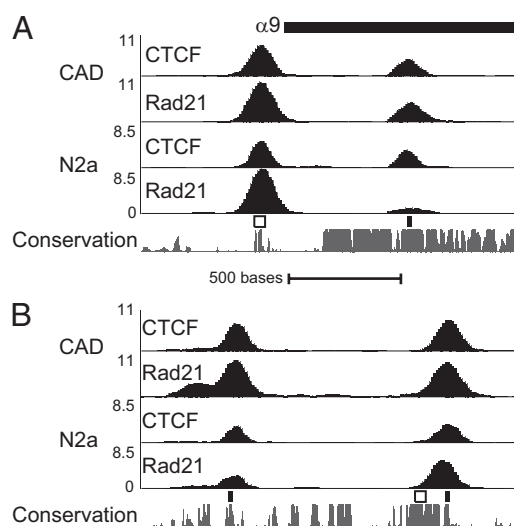 A
α9
11
CTCF
CAD
11
Rad21
8.5
CTCF
N2a
8.5
Rad21
0
Conservation
500 bases
B
11
CTCF
CAD
11
Rad21
8.5
CTCF
N2a
8.5
Rad21
0
Conservation